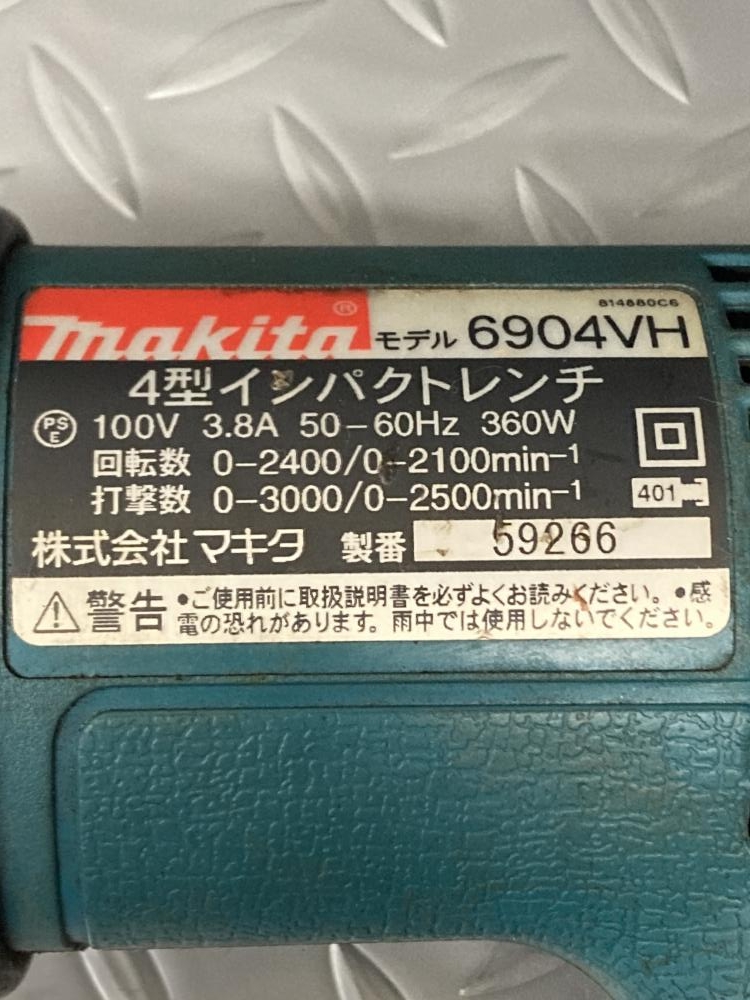 814880C6
makita® モデル 6904VH
4型インパクトレンチ
PSE 100V 3.8A 50-60Hz 360W
回転数 0-2400/0-2100min⁻¹
打撃数 0-3000/0-2500min⁻¹
401
株式会社マキタ 製番 59266
警告 •ご使用前に取扱説明書を必ずよくお読みください。•感
電の恐れがあります。雨中では使用しないでください。